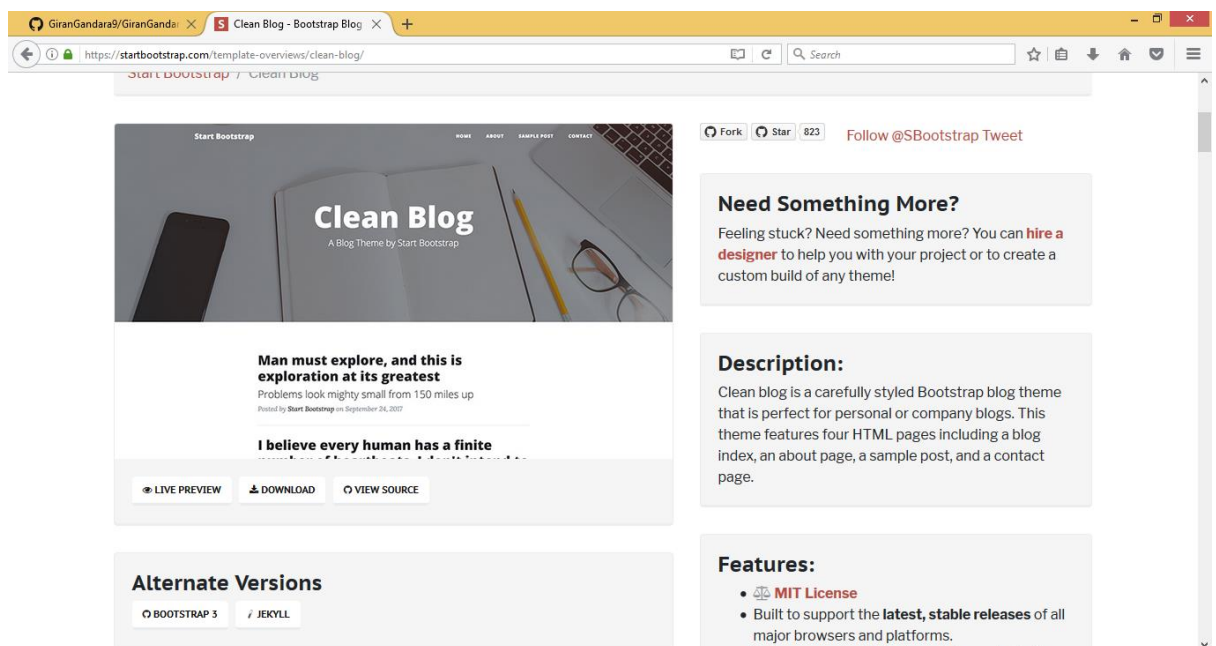 GiranGandara9/GiranGandar
Clean Blog - Bootstrap Blog
https://startbootstrap.com/template-overviews/clean-blog/
Search
Start Bootstrap / Clean Blog
Start Bootstrap
HOME ABOUT SAMPLE POST CONTACT
Clean Blog
A Blog Theme by Start Bootstrap
Man must explore, and this is
exploration at its greatest
Problems look mighty small from 150 miles up
Posted by Start Bootstrap on September 24, 2017
I believe every human has a finite
number of heartbeats. I don't intend to
LIVE PREVIEW
DOWNLOAD
VIEW SOURCE
Alternate Versions
BOOTSTRAP 3
JEKYLL
Fork
Star
823
Follow @SBootstrap Tweet
Need Something More?
Feeling stuck? Need something more? You can hire a
designer to help you with your project or to create a
custom build of any theme!
Description:
Clean blog is a carefully styled Bootstrap blog theme
that is perfect for personal or company blogs. This
theme features four HTML pages including a blog
index, an about page, a sample post, and a contact
page.
Features:
MIT License
Built to support the latest, stable releases of all
major browsers and platforms.